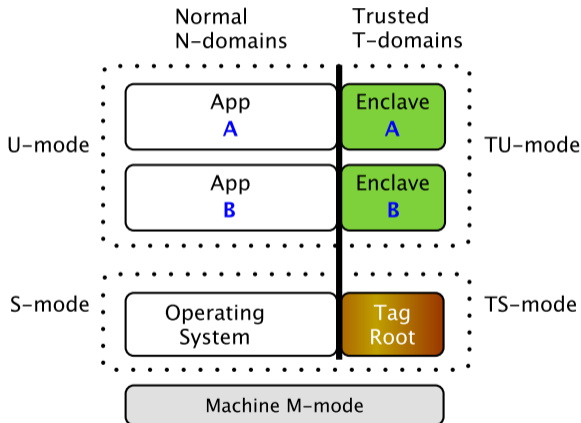 Normal
N-domains
Trusted
T-domains
U-mode
App
A
Enclave
A
TU-mode
App
B
Enclave
B
S-mode
Operating
System
Tag
Root
TS-mode
Machine M-mode